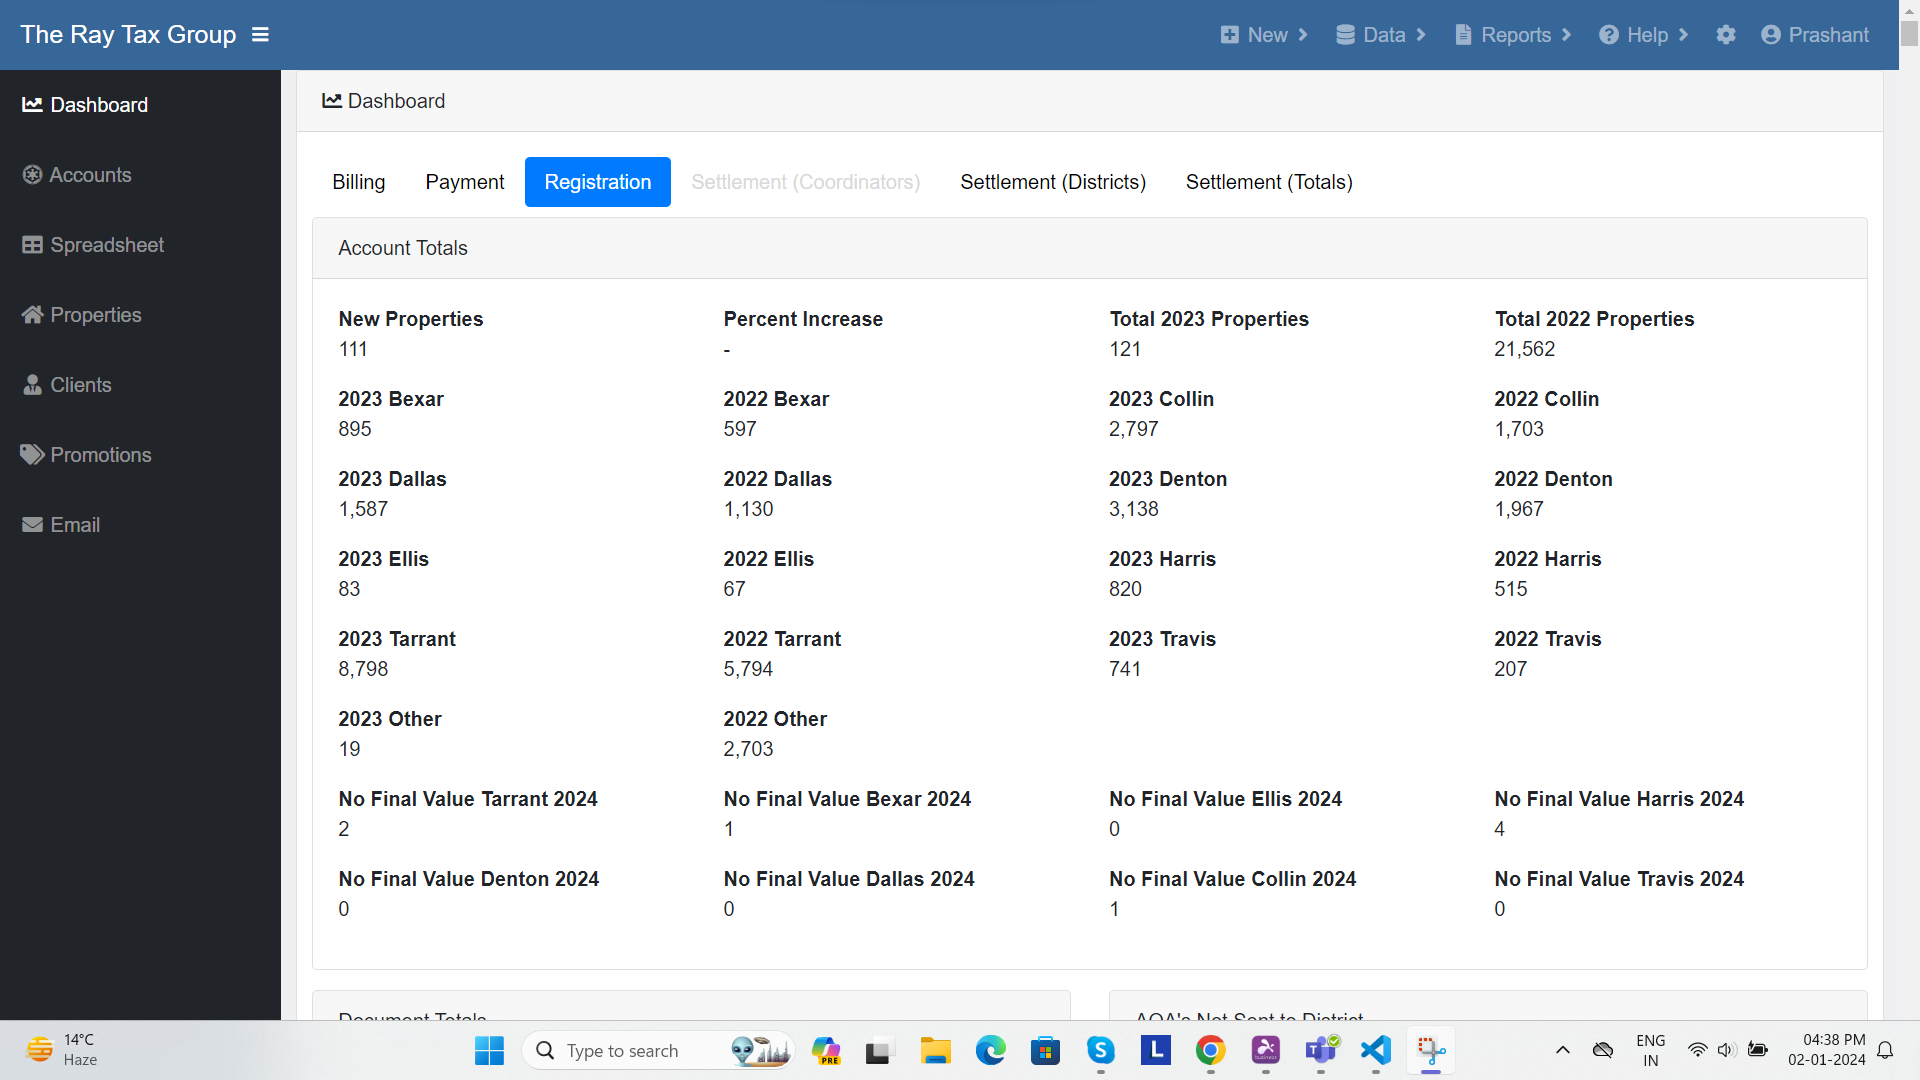 The Ray Tax Group
New
Data
Reports
Help
Prashant
Dashboard
Accounts
Spreadsheet
Properties
Clients
Promotions
Email
Dashboard
Billing Payment Registration Settlement (Coordinators) Settlement (Districts) Settlement (Totals)
Account Totals
New Properties Percent Increase Total 2023 Properties Total 2022 Properties
111 - 121 21,562
2023 Bexar 2022 Bexar 2023 Collin 2022 Collin
895 597 2,797 1,703
2023 Dallas 2022 Dallas 2023 Denton 2022 Denton
1,587 1,130 3,138 1,967
2023 Ellis 2022 Ellis 2023 Harris 2022 Harris
83 67 820 515
2023 Tarrant 2022 Tarrant 2023 Travis 2022 Travis
8,798 5,794 741 207
2023 Other 2022 Other
19 2,703
No Final Value Tarrant 2024 No Final Value Bexar 2024 No Final Value Ellis 2024 No Final Value Harris 2024
2 1 0 4
No Final Value Denton 2024 No Final Value Dallas 2024 No Final Value Collin 2024 No Final Value Travis 2024
0 0 1 0
Document Totals AOA's Not Sent to District
14°C
Haze
Type to search
PRE
L
ENG
IN
04:38 PM
02-01-2024